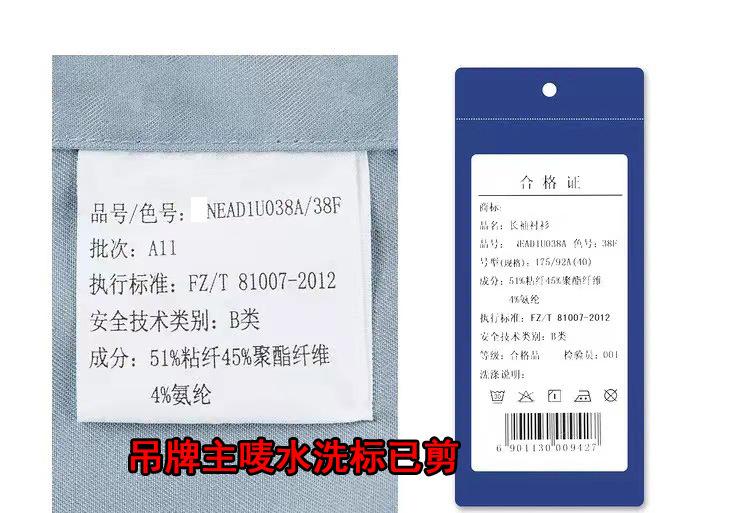 品号/色号: NEAD1U038A/38F
批次: A11
执行标准: FZ/T 81007-2012
安全技术类别: B类
成分: 51%粘纤45%聚酯纤维
4%氨纶
吊牌主唛水洗标已剪
合格证
商标:
品名: 长袖衬衫
品号: NEAD1U038A 色号: 38F
号型(规格): 175/92A(40)
成分: 51%粘纤45%聚酯纤维
4%氨纶
执行标准: FZ/T 81007-2012
安全技术类别: B类
等级: 合格品 检验员: 001
洗涤说明:
6 901130 009427